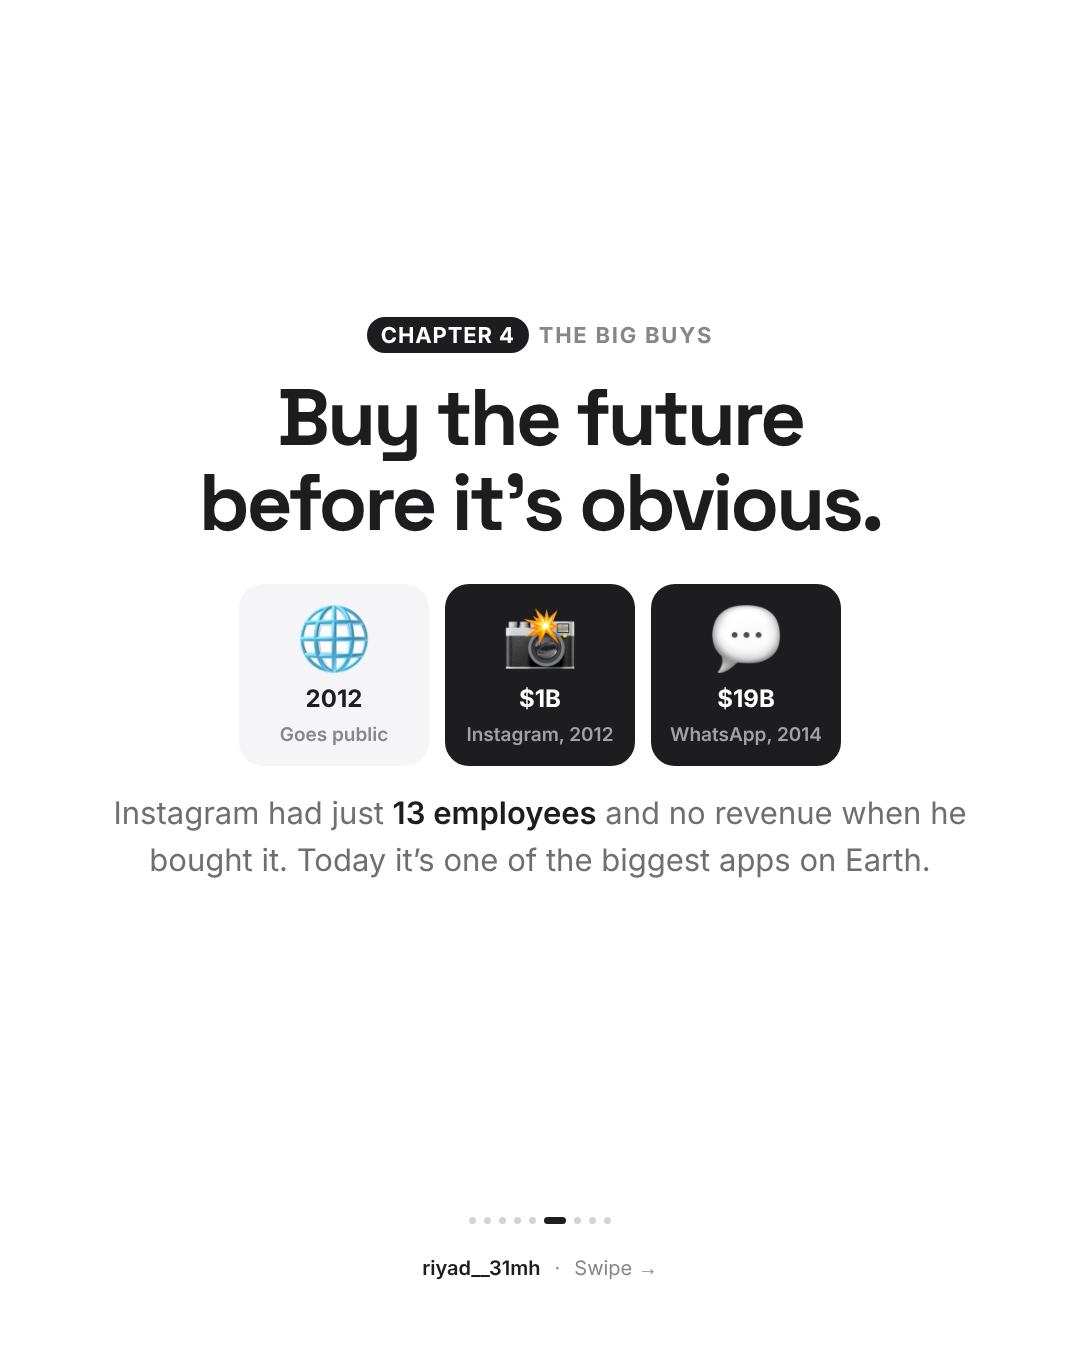 CHAPTER 4 THE BIG BUYS
Buy the future
before it’s obvious.
2012
Goes public
$1B
Instagram, 2012
$19B
WhatsApp, 2014
Instagram had just 13 employees and no revenue when he
bought it. Today it’s one of the biggest apps on Earth.
riyad__31mh · Swipe →